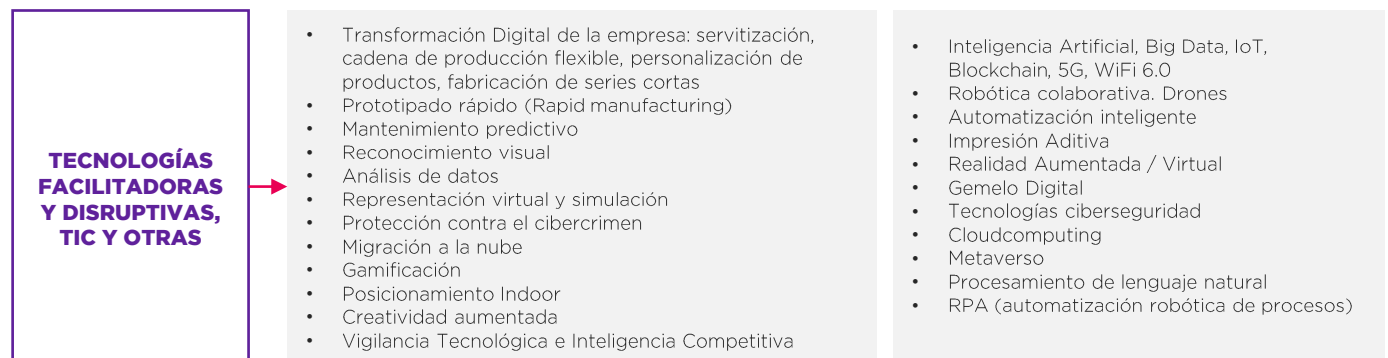 TECNOLOGÍAS
FACILITADORAS
Y DISRUPTIVAS,
TIC Y OTRAS
• Transformación Digital de la empresa: servitización,
cadena de producción flexible, personalización de
productos, fabricación de series cortas
• Prototipado rápido (Rapid manufacturing)
• Mantenimiento predictivo
• Reconocimiento visual
• Análisis de datos
• Representación virtual y simulación
• Protección contra el cibercrimen
• Migración a la nube
• Gamificación
• Posicionamiento Indoor
• Creatividad aumentada
• Vigilancia Tecnológica e Inteligencia Competitiva
• Inteligencia Artificial, Big Data, IoT,
Blockchain, 5G, WiFi 6.0
• Robótica colaborativa. Drones
• Automatización inteligente
• Impresión Aditiva
• Realidad Aumentada / Virtual
• Gemelo Digital
• Tecnologías ciberseguridad
• Cloudcomputing
• Metaverso
• Procesamiento de lenguaje natural
• RPA (automatización robótica de procesos)